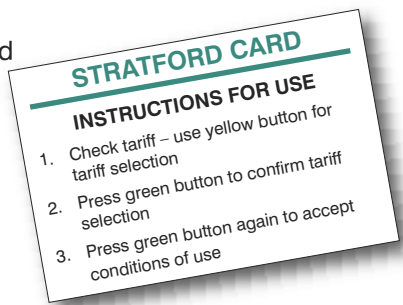 d
STRATFORD CARD
INSTRUCTIONS FOR USE
1. Check tariff – use yellow button for
tariff selection
2. Press green button to confirm tariff
selection
3. Press green button again to accept
conditions of use